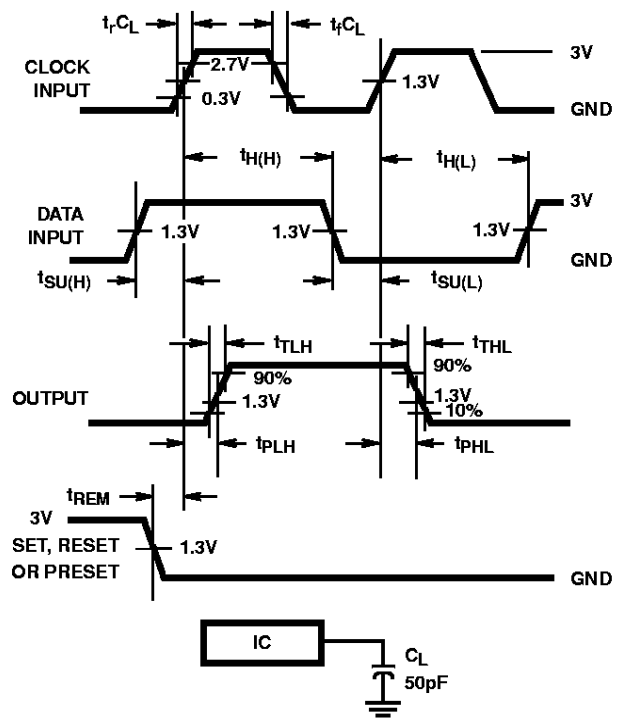 trCL
tfCL
CLOCK
INPUT
2.7V
0.3V
1.3V
3V
GND
tH(H)
tH(L)
DATA
INPUT
1.3V
1.3V
1.3V
3V
GND
tSU(H)
tSU(L)
tTLH
tTHL
OUTPUT
90%
1.3V
90%
1.3V
10%
tPLH
tPHL
tREM
3V
SET, RESET
OR PRESET
1.3V
GND
IC
CL
50pF